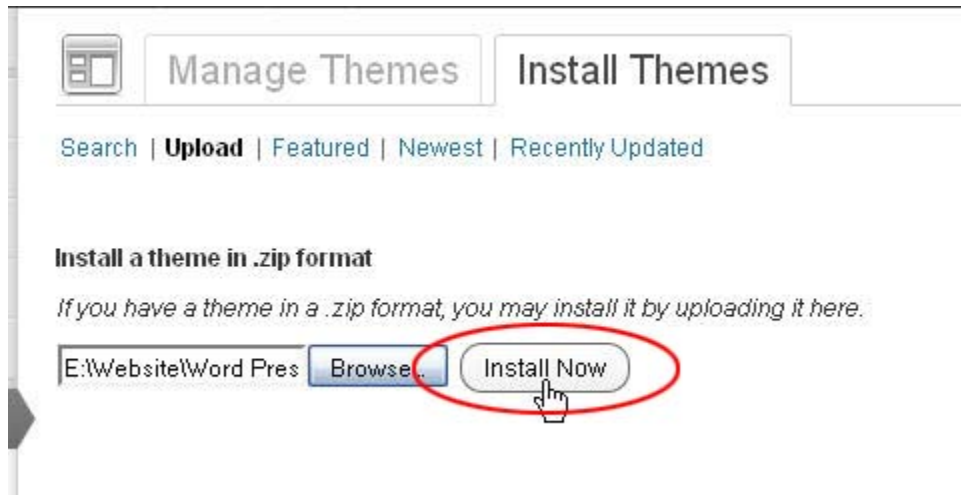 Manage Themes Install Themes
Search | Upload | Featured | Newest | Recently Updated
Install a theme in .zip format
If you have a theme in a .zip format, you may install it by uploading it here.
E:\Website\Word Pres Browse... Install Now